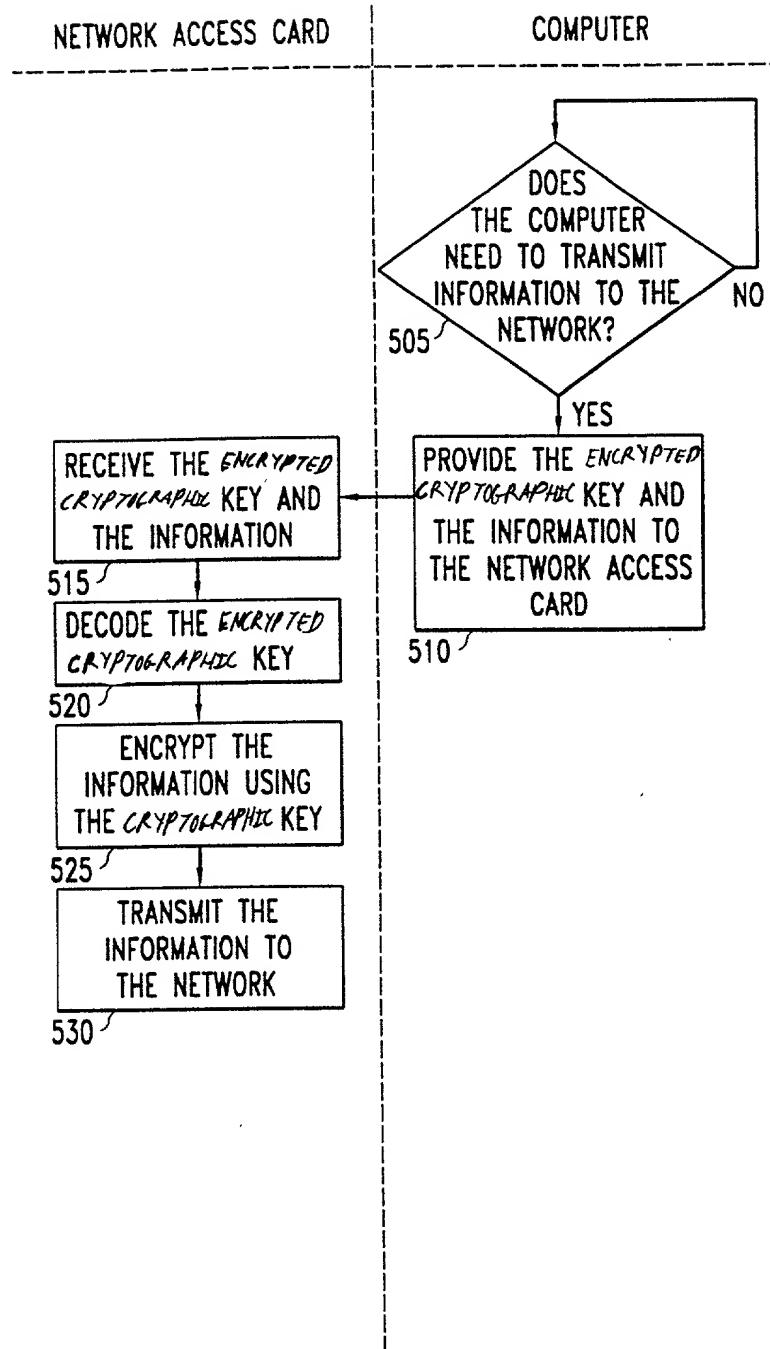 NETWORK ACCESS CARD
COMPUTER
DOES
THE COMPUTER
NEED TO TRANSMIT
INFORMATION TO THE
NETWORK?
NO
505
YES
PROVIDE THE ENCRYPTED
CRYPTOGRAPHIC KEY AND
THE INFORMATION TO
THE NETWORK ACCESS
CARD
510
RECEIVE THE ENCRYPTED
CRYPTOGRAPHIC KEY AND
THE INFORMATION
515
DECODE THE ENCRYPTED
CRYPTOGRAPHIC KEY
520
ENCRYPT THE
INFORMATION USING
THE CRYPTOGRAPHIC KEY
525
TRANSMIT THE
INFORMATION TO
THE NETWORK
530